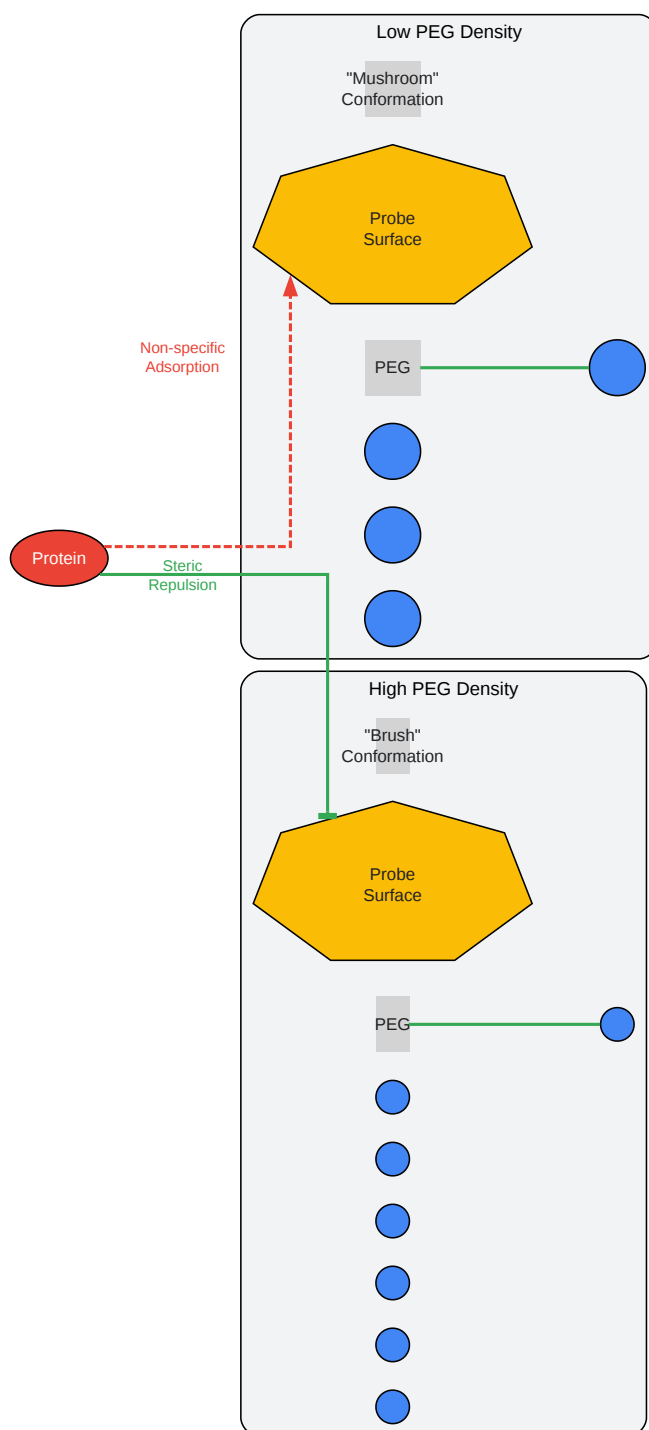 Low PEG Density
"Mushroom"
Conformation
Probe
Surface
Non-specific
Adsorption
PEG
Protein
Steric
Repulsion
High PEG Density
"Brush"
Conformation
Probe
Surface
PEG